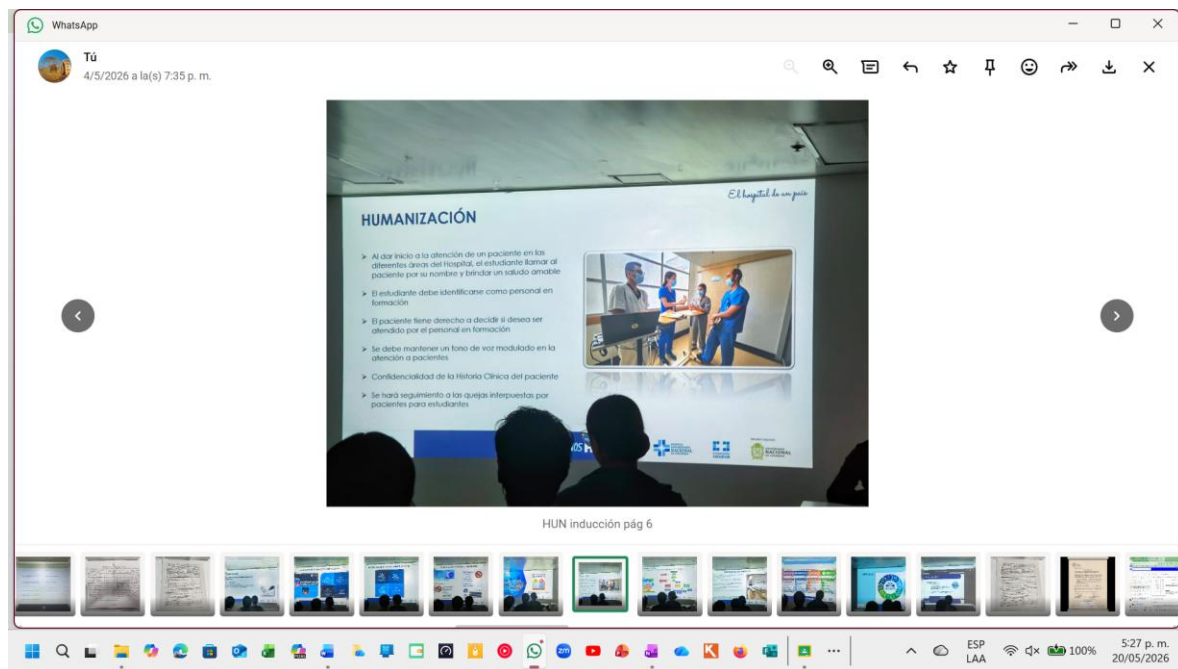 WhatsApp
Tú
4/5/2026 a la(s) 7:35 p. m.
El hospital de un país
HUMANIZACIÓN
➢ Al dar inicio a la atención de un paciente en las
diferentes áreas del Hospital, el estudiante llamar al
paciente por su nombre y brindar un saludo amable
➢ El estudiante debe identificarse como personal en
formación
➢ El paciente tiene derecho a decidir si desea ser
atendido por el personal en formación
➢ Se debe mantener un tono de voz modulado en la
atención a pacientes
➢ Confidencialidad de la Historia Clínica del paciente
➢ Se hará seguimiento a las quejas interpuestas por
pacientes para estudiantes
NACIONAL
NACIONAL
HUN inducción pág 6
zm
ESP
LAA
100%
5:27 p. m.
20/05/2026